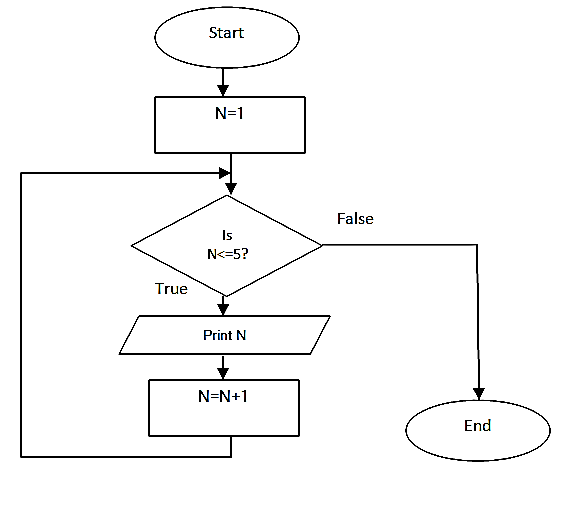 Start
N=1
False
Is
N<=5?
True
Print N
N=N+1
End